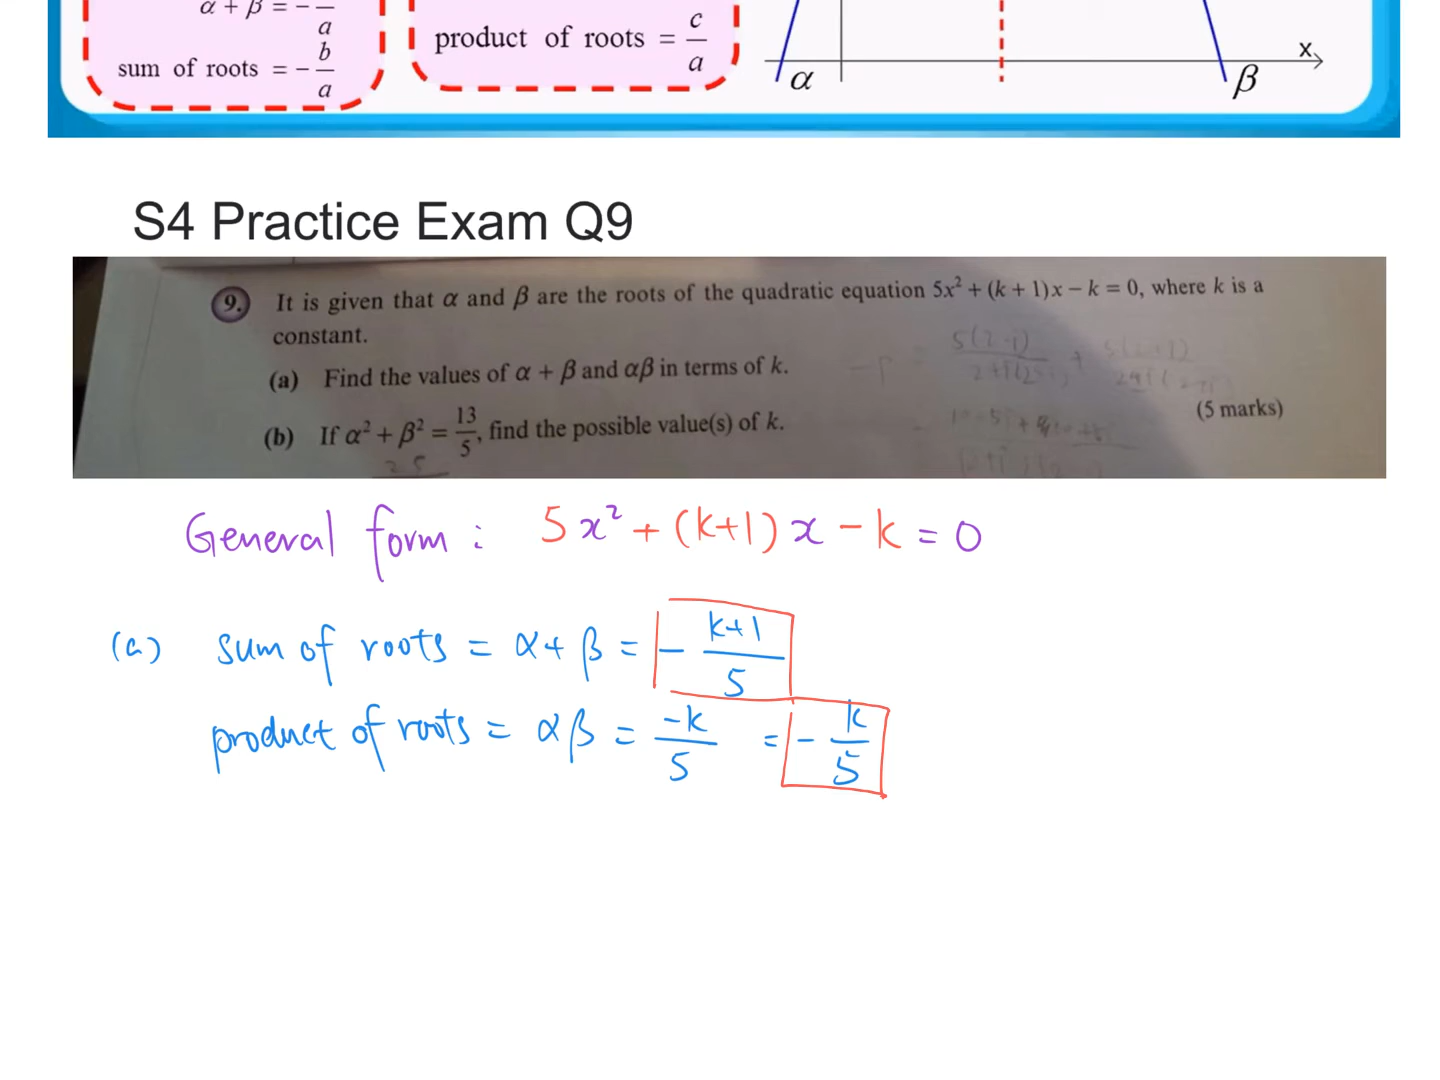 α + β = − — a
sum of roots = − b/a
product of roots = c/a
α
β
x
S4 Practice Exam Q9
9. It is given that α and β are the roots of the quadratic equation 5x² + (k + 1)x − k = 0, where k is a
constant.
(a) Find the values of α + β and αβ in terms of k.
(b) If α² + β² = 13/5, find the possible value(s) of k.
(5 marks)
General form : 5x² + (k+1)x − k = 0
(a) sum of roots = α + β = − (k+1)/5
product of roots = αβ = −k/5 = − k/5